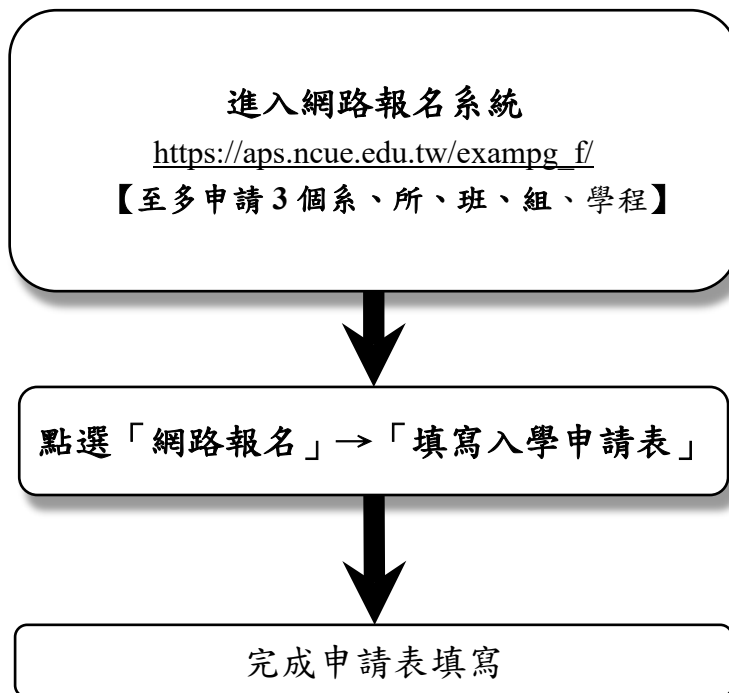 進入網路報名系統
https://aps.ncue.edu.tw/exampg_f/
【至多申請 3 個系、所、班、組、學程】
點選「網路報名」→「填寫入學申請表」
完成申請表填寫